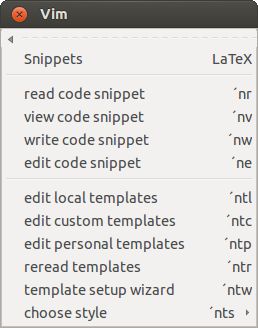 Vim
Snippets LaTeX
read code snippet ´nr
view code snippet ´nv
write code snippet ´nw
edit code snippet ´ne
edit local templates ´ntl
edit custom templates ´ntc
edit personal templates ´ntp
reread templates ´ntr
template setup wizard ´ntw
choose style ´nts